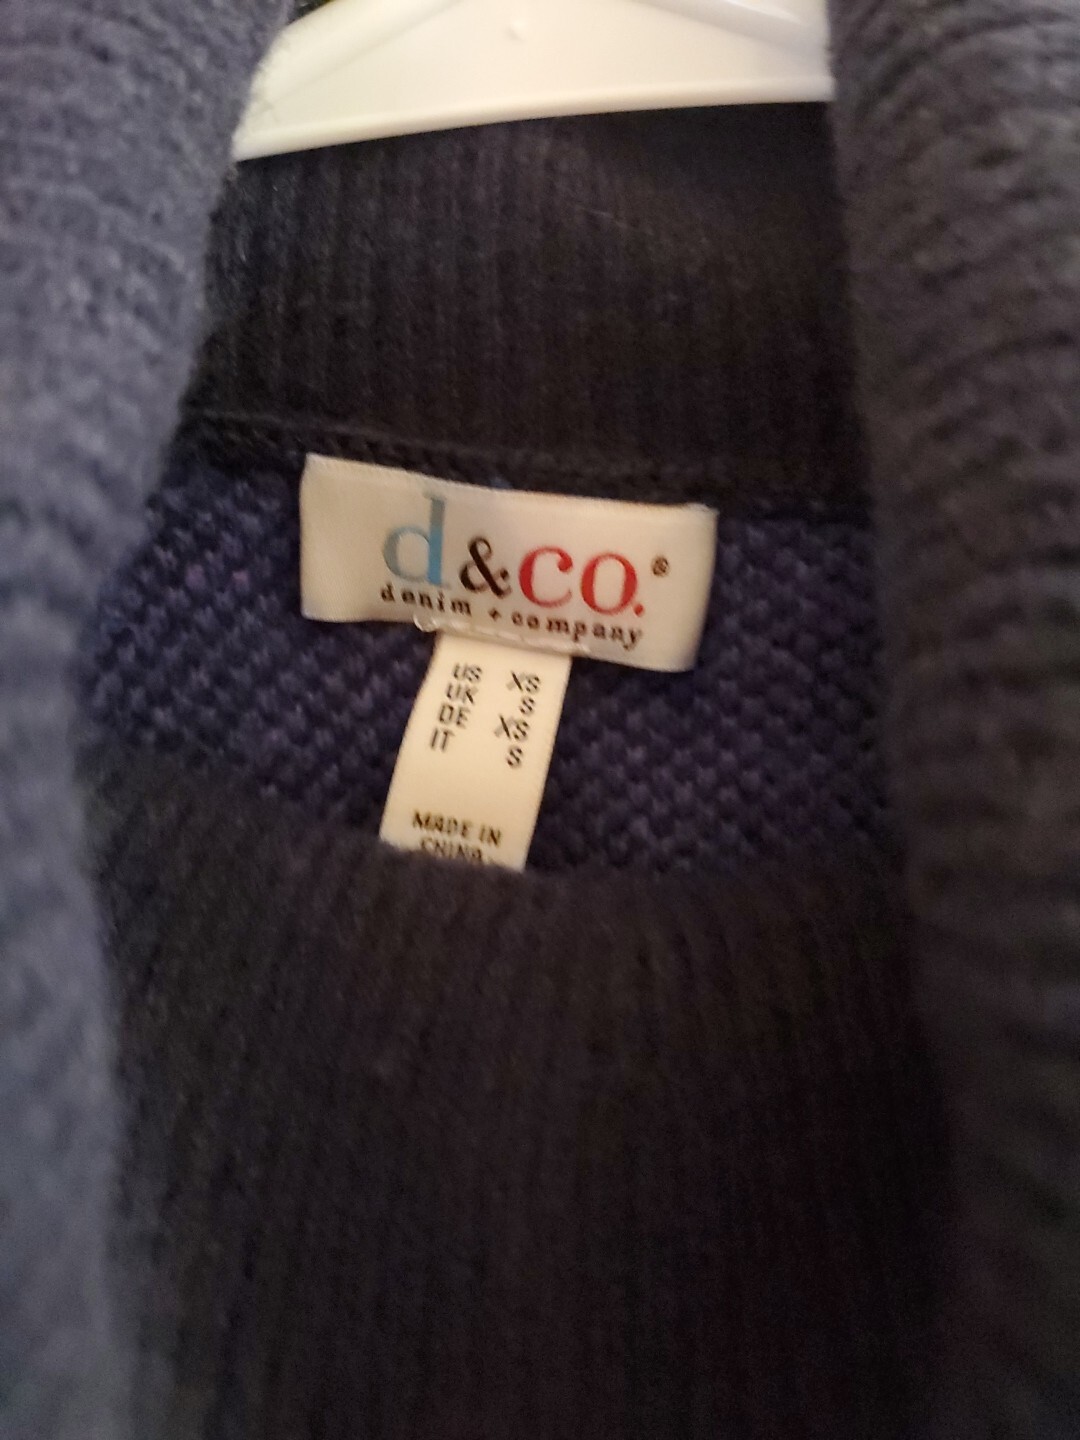 d&co.®
denim + company
US XS
UK S
DE XS
IT S
MADE IN
CHINA